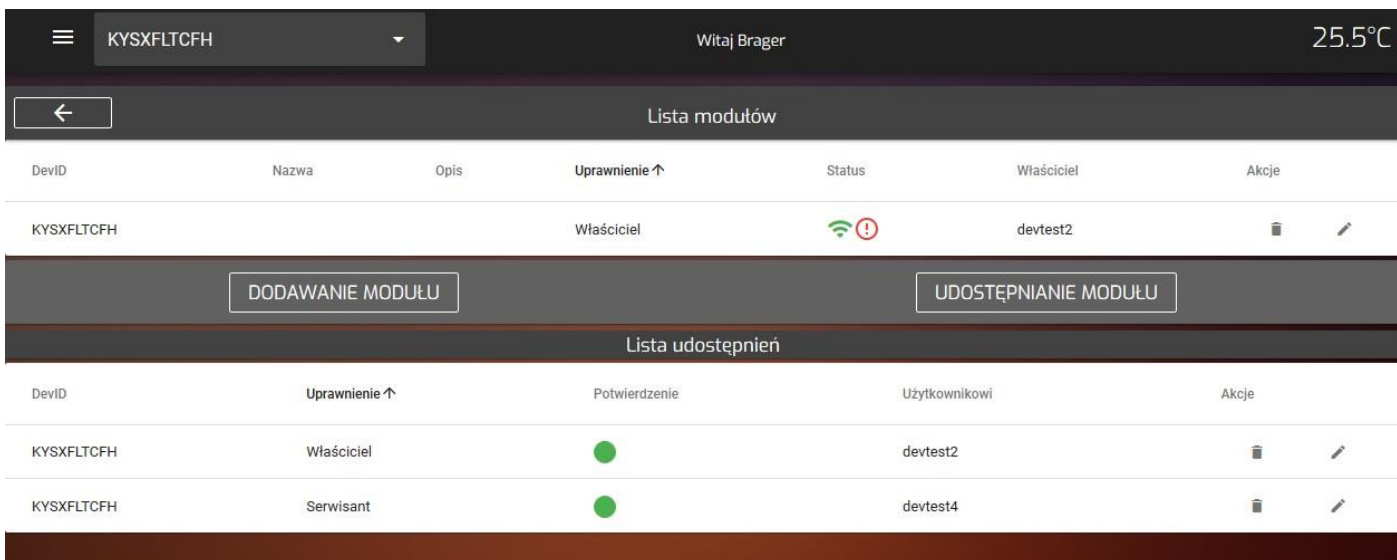 KYSXFLTCFH Witaj Brager 25.5°C
Lista modułów
DevID Nazwa Opis Uprawnienie Status Właściciel Akcje
KYSXFLTCFH Właściciel devtest2
DODAWANIE MODUŁU UDOSTĘPNIANIE MODUŁU
Lista udostępnień
DevID Uprawnienie Potwierdzenie Użytkownikowi Akcje
KYSXFLTCFH Właściciel devtest2
KYSXFLTCFH Serwisant devtest4